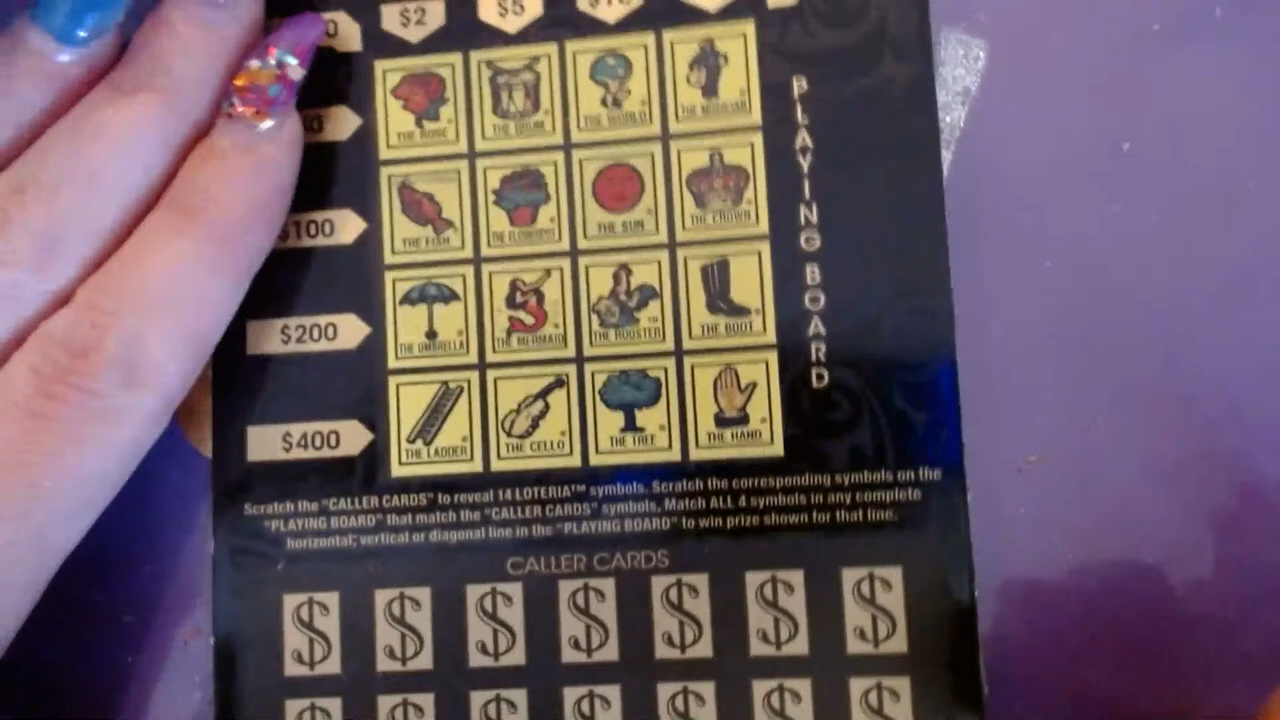 $2 $5
THE ROSE THE DRUM THE WORLD THE MUSICIAN
$100
THE FISH THE FLOWERPOT THE SUN THE CROWN
$200
THE UMBRELLA THE MERMAID THE ROOSTER THE BOOT
$400
THE LADDER THE CELLO THE TREE THE HAND
PLAYING BOARD
Scratch the "CALLER CARDS" to reveal 14 LOTERIA™ symbols. Scratch the corresponding symbols on the
"PLAYING BOARD" that match the "CALLER CARDS" symbols. Match ALL 4 symbols in any complete
horizontal, vertical or diagonal line in the "PLAYING BOARD" to win prize shown for that line.
CALLER CARDS
$ $ $ $ $ $ $
$ $ $ $ $ $ $